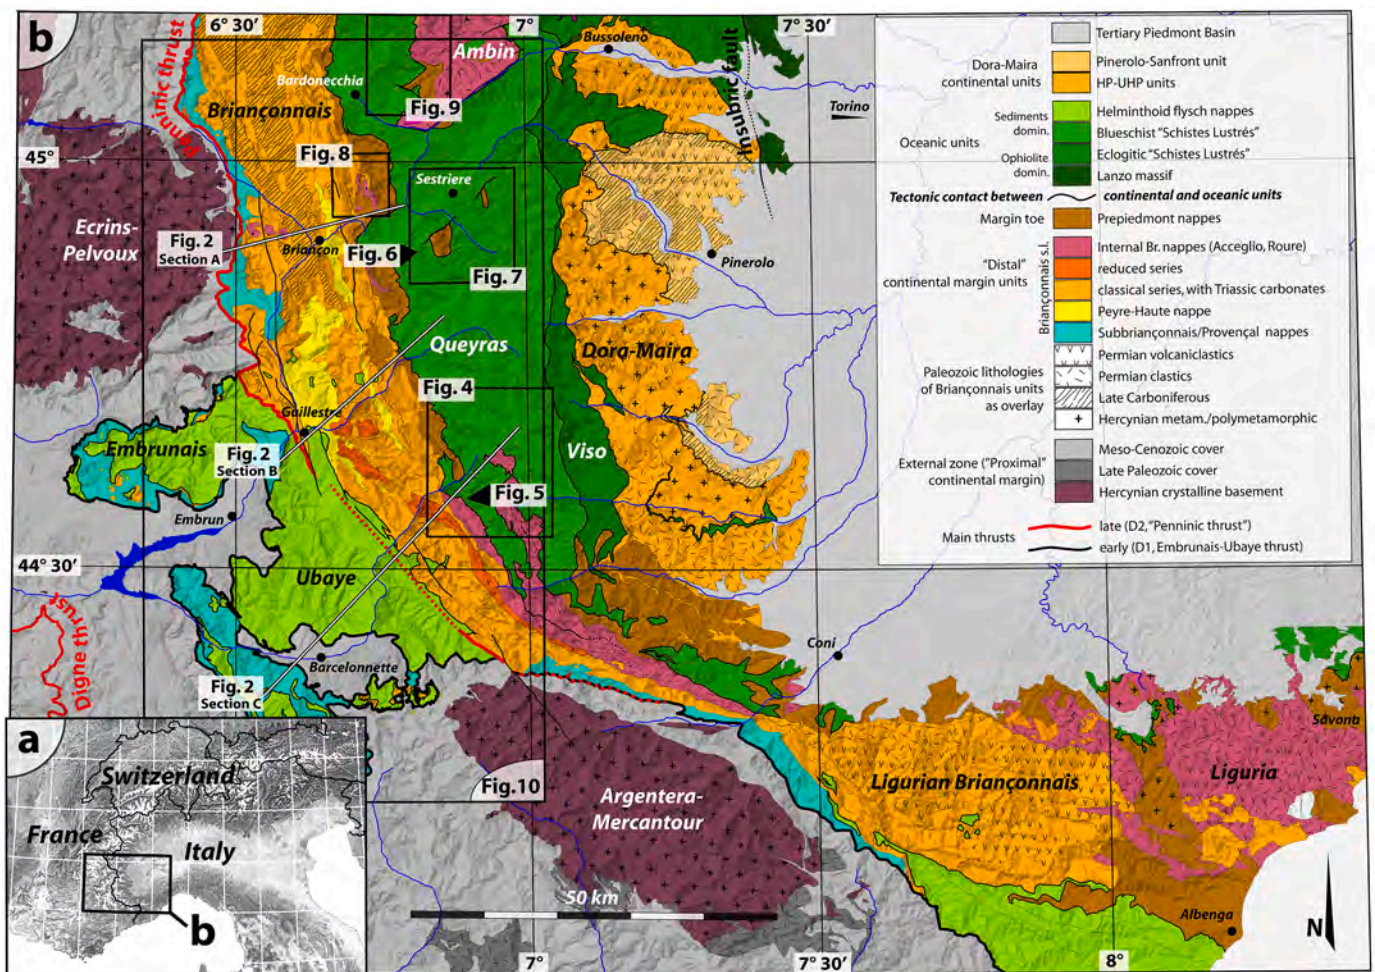 b
6° 30’
7°
7° 30’
Penninic thrust
Ambin
Bussoleno
Bardonecchia
Briançonnais
Fig. 9
Insubric fault
Torino
45°
Fig. 8
Sestriere
Ecrins-
Pelvoux
Fig. 2
Section A
Briançon
Fig. 6
Fig. 7
Pinerolo
Queyras
Dora-Maira
Fig. 4
Guillestre
Embrunais
Fig. 2
Section B
Viso
Fig. 5
Embrun
44° 30’
Ubaye
Digne thrust
Barcelonnette
Coni
Fig. 2
Section C
Savona
Fig.10
Argentera-
Mercantour
Ligurian Briançonnais
Liguria
50 km
Albenga
N
7°
7° 30’
8°
a
Switzerland
France
Italy
b
Tertiary Piedmont Basin
Dora-Maira
continental units
Pinerolo-Sanfront unit
HP-UHP units
Oceanic units
Sediments
domin.
Ophiolite
domin.
Helminthoid flysch nappes
Blueschist “Schistes Lustrés”
Eclogitic “Schistes Lustrés”
Lanzo massif
Tectonic contact between continental and oceanic units
Margin toe
Prepiedmont nappes
“Distal”
continental margin units
Briançonnais s.l.
Internal Br. nappes (Acceglio, Roure)
reduced series
classical series, with Triassic carbonates
Peyre-Haute nappe
Subbriançonnais/Provençal nappes
Paleozoic lithologies
of Briançonnais units
as overlay
Permian volcaniclastics
Permian clastics
Late Carboniferous
Hercynian metam./polymetamorphic
External zone (“Proximal”
continental margin)
Meso-Cenozoic cover
Late Paleozoic cover
Hercynian crystalline basement
Main thrusts
late (D2, “Penninic thrust”)
early (D1, Embrunais-Ubaye thrust)